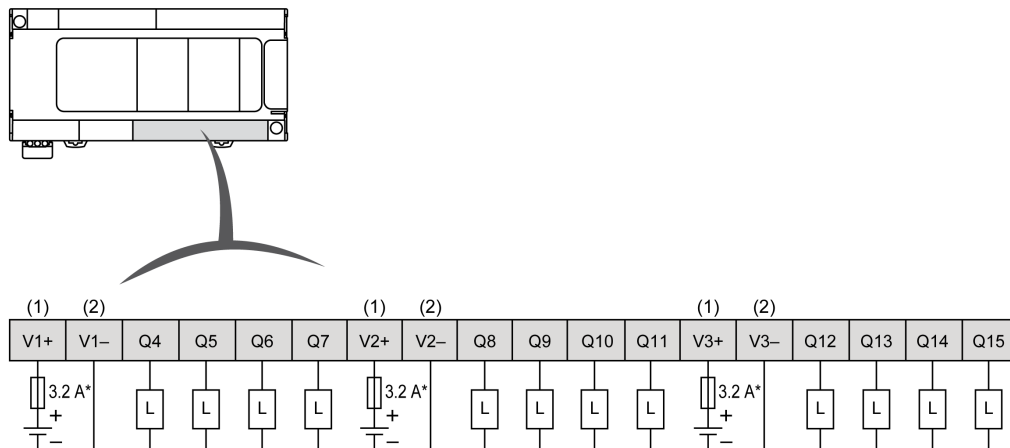 (1) (2) (1) (2) (1) (2)
V1+ V1– Q4 Q5 Q6 Q7 V2+ V2– Q8 Q9 Q10 Q11 V3+ V3– Q12 Q13 Q14 Q15
3.2 A* L L L L 3.2 A* L L L L 3.2 A* L L L L
+ + +
– – –